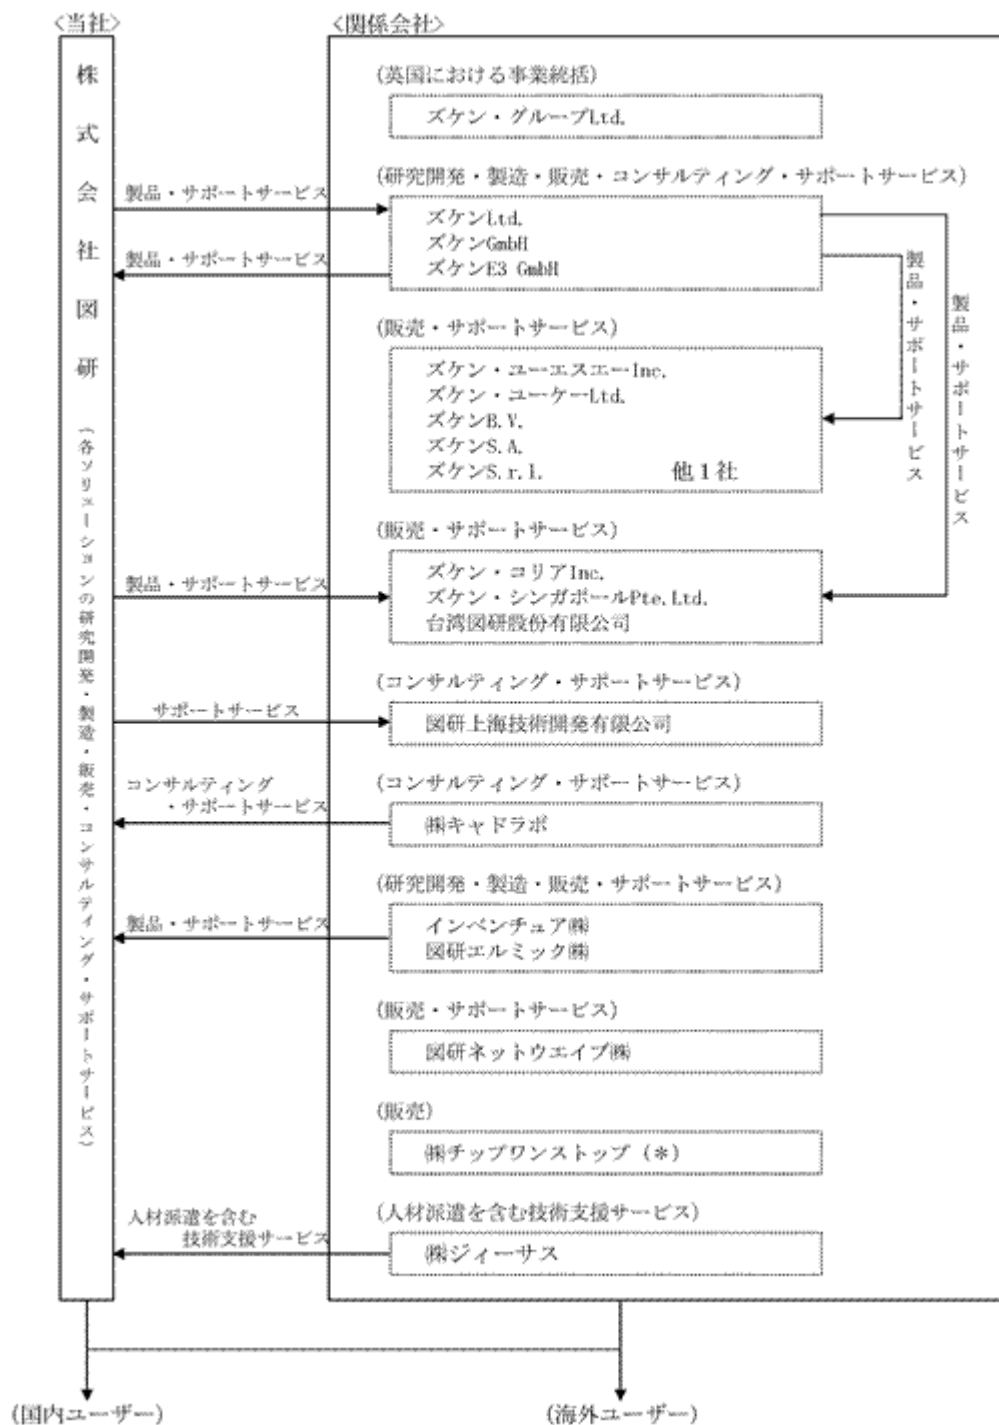 <当社>
<関係会社>
株式会社図研
(各ソリューションの研究開発・製造・販売・コンサルティング・サポートサービス)
(英国における事業統括)
ズケン・グループLtd.
(研究開発・製造・販売・コンサルティング・サポートサービス)
製品・サポートサービス
ズケンLtd.
ズケンGmbH
ズケンE3 GmbH
製品・サポートサービス
製品・サポートサービス
製品・サポートサービス
(販売・サポートサービス)
ズケン・ユーエスエーInc.
ズケン・ユーケーLtd.
ズケンB.V.
ズケンS.A.
ズケンS.r.l. 他1社
(販売・サポートサービス)
製品・サポートサービス
ズケン・コリアInc.
ズケン・シンガポールPte.Ltd.
台湾図研股份有限公司
(コンサルティング・サポートサービス)
サポートサービス
図研上海技術開発有限公司
(コンサルティング・サポートサービス)
コンサルティング
・サポートサービス
㈱キャドラボ
(研究開発・製造・販売・サポートサービス)
製品・サポートサービス
インベンチュア㈱
図研エルミック㈱
(販売・サポートサービス)
図研ネットウエイブ㈱
(販売)
㈱チップワンストップ (*)
(人材派遣を含む技術支援サービス)
人材派遣を含む
技術支援サービス
㈱ジィーサス
(国内ユーザー)
(海外ユーザー)